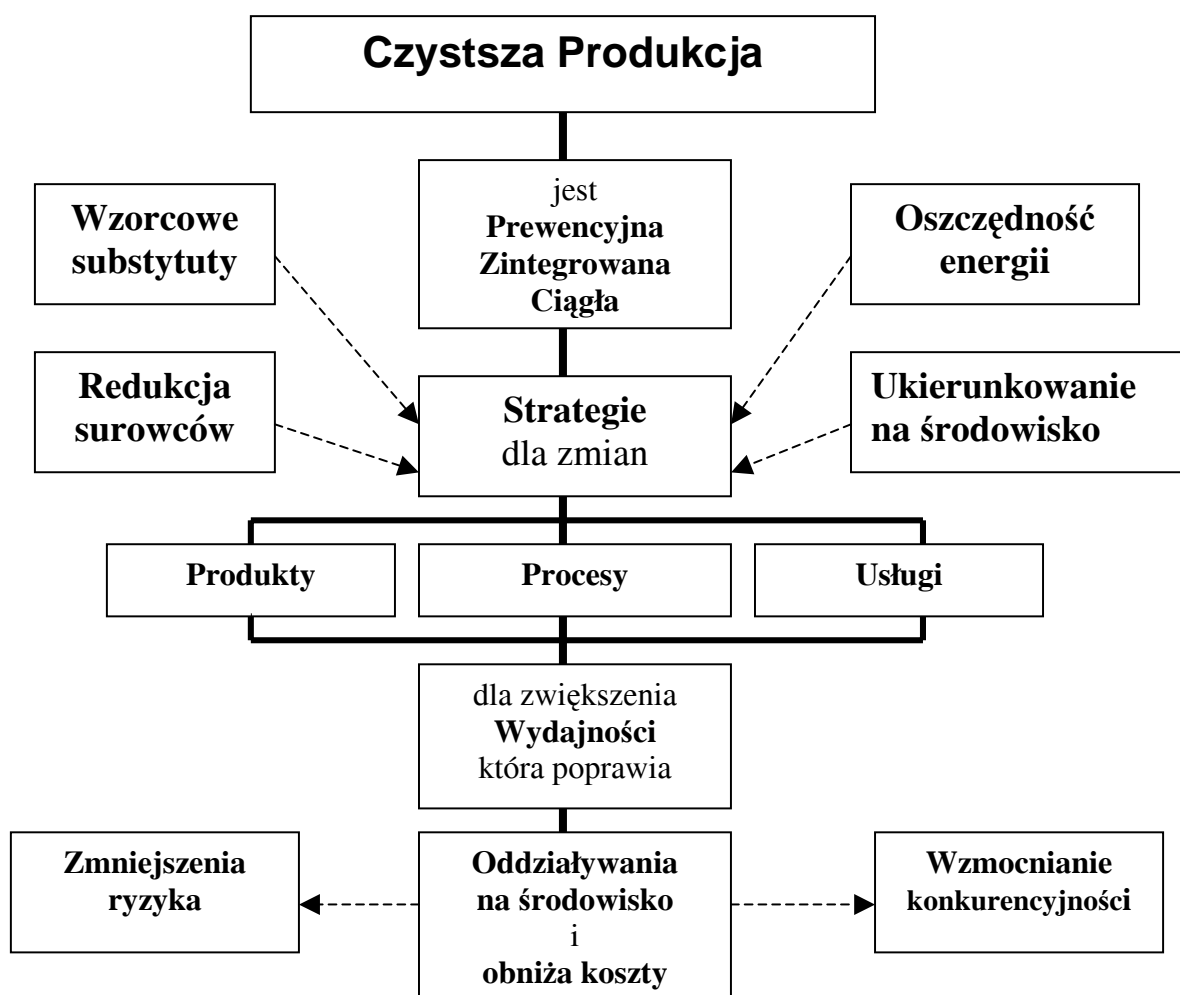 Czystsza Produkcja
jest
Prewencyjna
Zintegrowana
Ciągła
Wzorcowe
substytuty
Oszczędność
energii
Redukcja
surowców
Strategie
dla zmian
Ukierunkowanie
na środowisko
Produkty
Procesy
Usługi
dla zwiększenia
Wydajności
która poprawia
Zmniejszenia
ryzyka
Oddziaływania
na środowisko
i
obniża koszty
Wzmocnianie
konkurencyjności